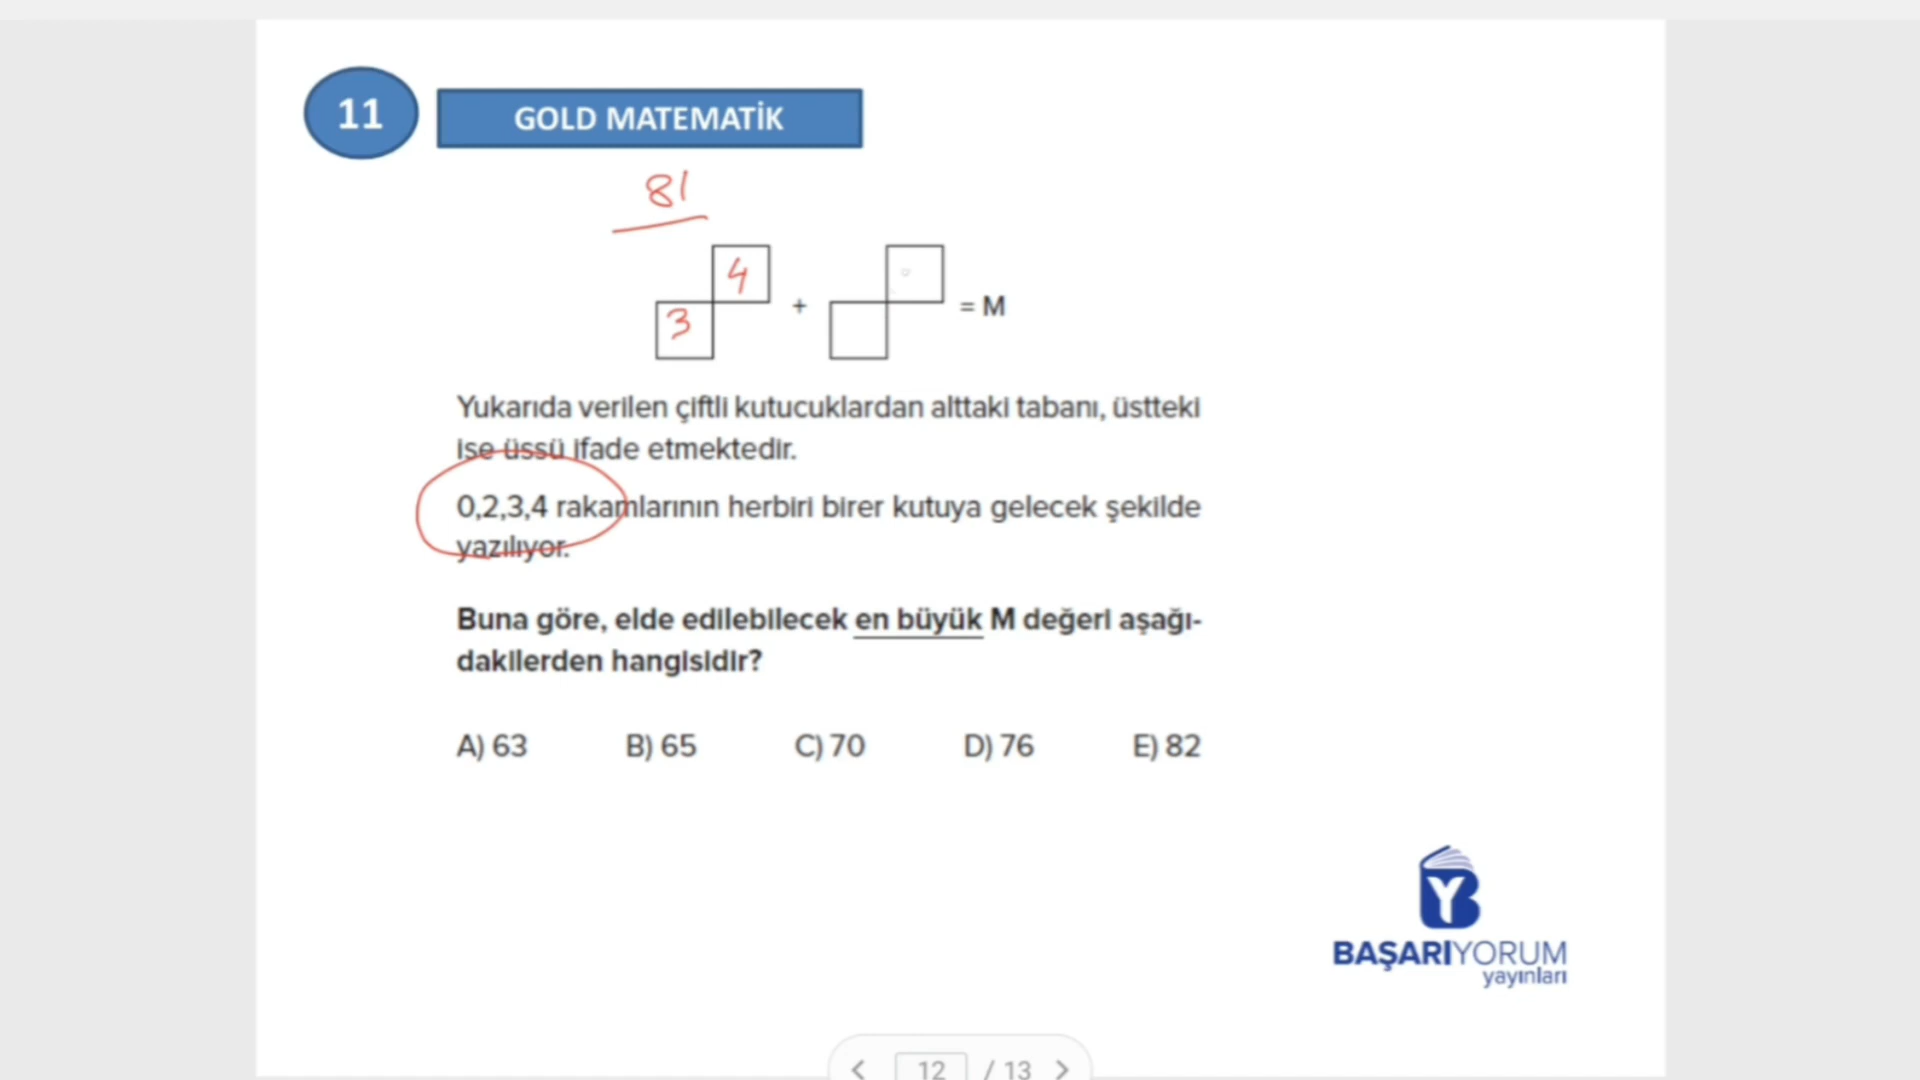 11
GOLD MATEMATİK
81
4
3
+
= M
Yukarıda verilen çiftli kutucuklardan alttaki tabanı, üstteki
ise üssü ifade etmektedir.
0,2,3,4 rakamlarının herbiri birer kutuya gelecek şekilde
yazılıyor.
Buna göre, elde edilebilecek en büyük M değeri aşağı-
dakilerden hangisidir?
A) 63 B) 65 C) 70 D) 76 E) 82
BAŞARIYORUM
yayınları
12 / 13